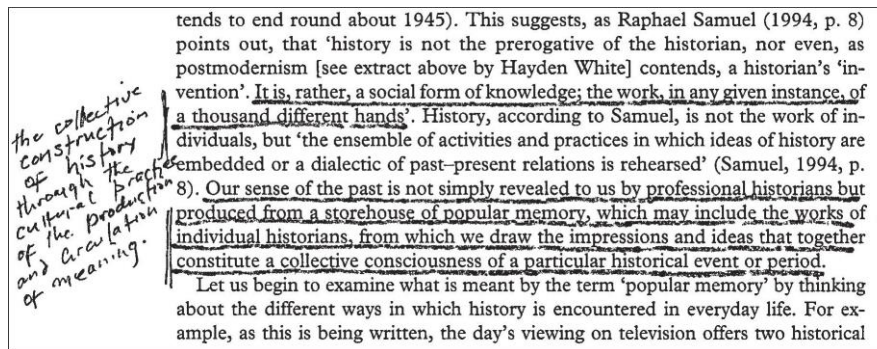 tends to end round about 1945). This suggests, as Raphael Samuel (1994, p. 8)
points out, that ‘history is not the prerogative of the historian, nor even, as
postmodernism [see extract above by Hayden White] contends, a historian’s ‘in-
vention’. It is, rather, a social form of knowledge; the work, in any given instance, of
a thousand different hands’. History, according to Samuel, is not the work of in-
dividuals, but ‘the ensemble of activities and practices in which ideas of history are
embedded or a dialectic of past–present relations is rehearsed’ (Samuel, 1994, p.
8). Our sense of the past is not simply revealed to us by professional historians but
produced from a storehouse of popular memory, which may include the works of
individual historians, from which we draw the impressions and ideas that together
constitute a collective consciousness of a particular historical event or period.
Let us begin to examine what is meant by the term ‘popular memory’ by thinking
about the different ways in which history is encountered in everyday life. For ex-
ample, as this is being written, the day’s viewing on television offers two historical
the collective
construction
of history
through the
cultural practice
of the production
and circulation
of meaning.